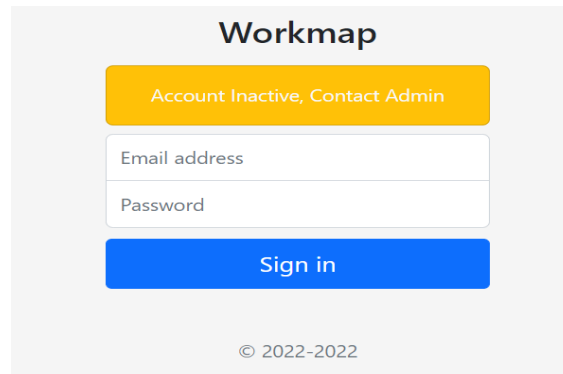 Workmap
Account Inactive, Contact Admin
Email address
Password
Sign in
© 2022-2022